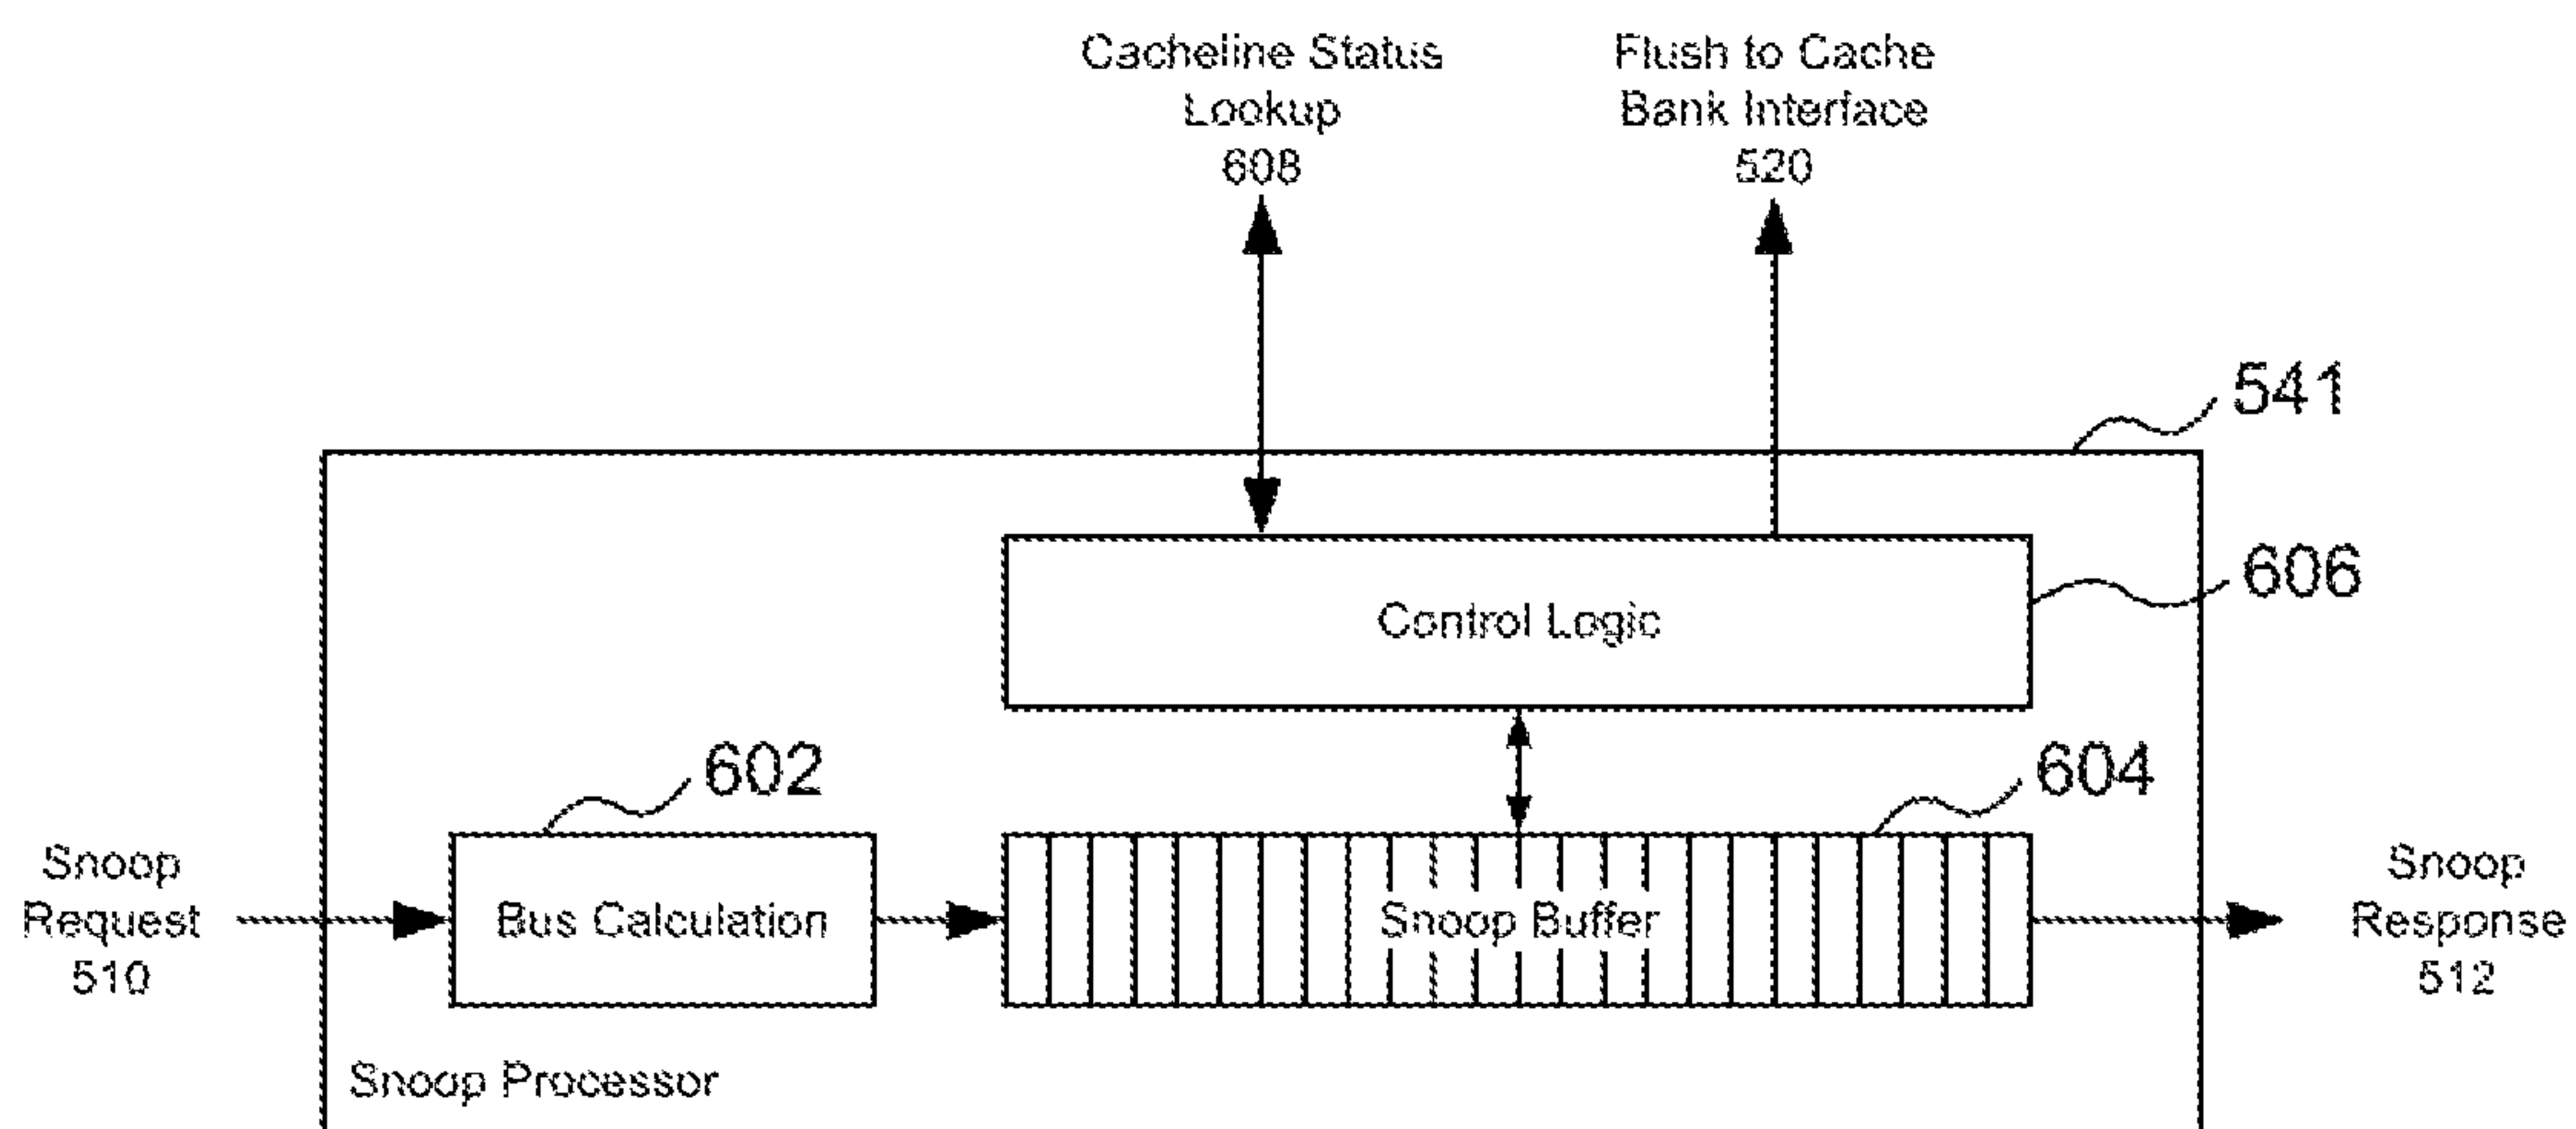 Cacheline Status
Lookup
608
Flush to Cache
Bank Interface
520
541
606
Control Logic
602
604
Snoop
Request
510
Bus Calculation
Snoop Buffer
Snoop
Response
512
Snoop Processor